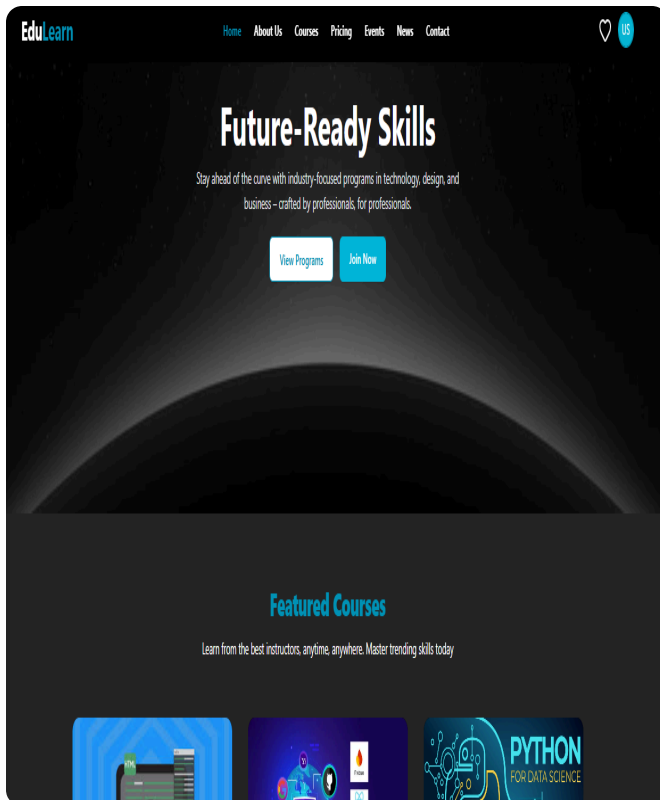 EduLearn
Home About Us Courses Pricing Events News Contact
US
Future-Ready Skills
Stay ahead of the curve with industry-focused programs in technology, design, and
business – crafted by professionals, for professionals.
View Programs Join Now
Featured Courses
Learn from the best instructors, anytime, anywhere. Master trending skills today
HTML
PYTHON
FOR DATA SCIENCE